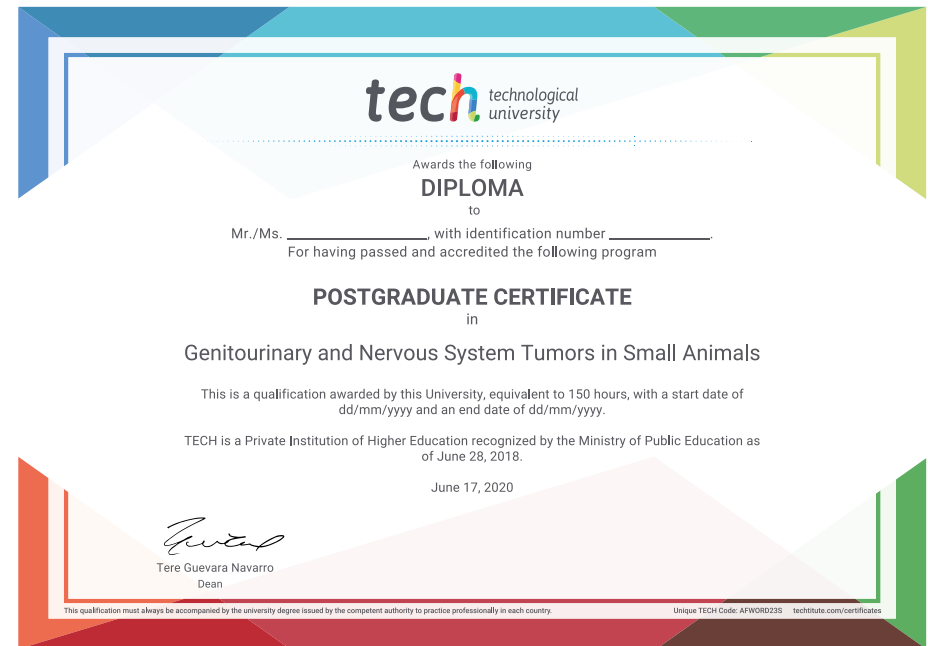 tech technological
university
Awards the following
DIPLOMA
to
Mr./Ms. ____________________, with identification number ______________.
For having passed and accredited the following program
POSTGRADUATE CERTIFICATE
in
Genitourinary and Nervous System Tumors in Small Animals
This is a qualification awarded by this University, equivalent to 150 hours, with a start date of
dd/mm/yyyy and an end date of dd/mm/yyyy.
TECH is a Private Institution of Higher Education recognized by the Ministry of Public Education as
of June 28, 2018.
June 17, 2020
Tere Guevara Navarro
Dean
This qualification must always be accompanied by the university degree issued by the competent authority to practice professionally in each country.
Unique TECH Code: AFWORD23S techtitute.com/certificates